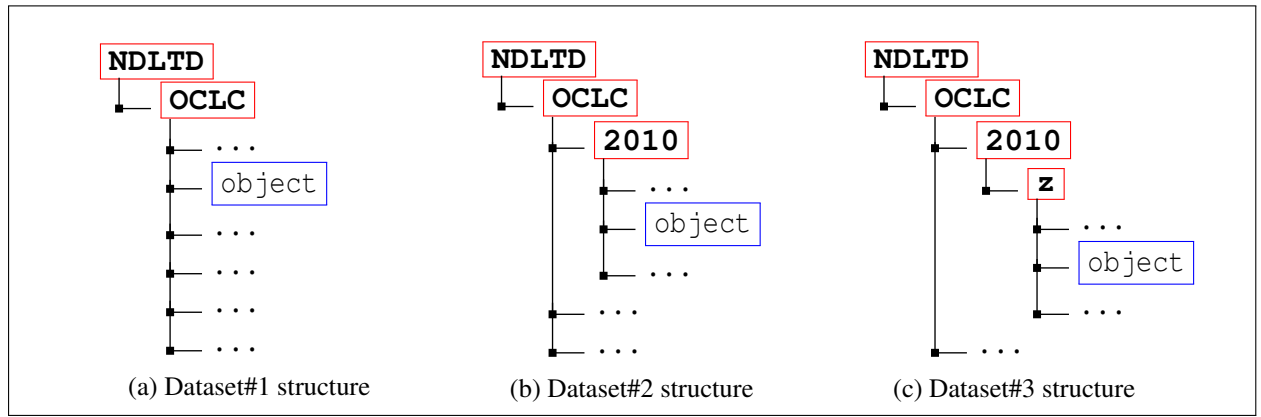 NDLTD
OCLC
...
object
...
...
...
...
(a) Dataset#1 structure
NDLTD
OCLC
2010
...
object
...
...
...
(b) Dataset#2 structure
NDLTD
OCLC
2010
z
...
object
...
...
(c) Dataset#3 structure